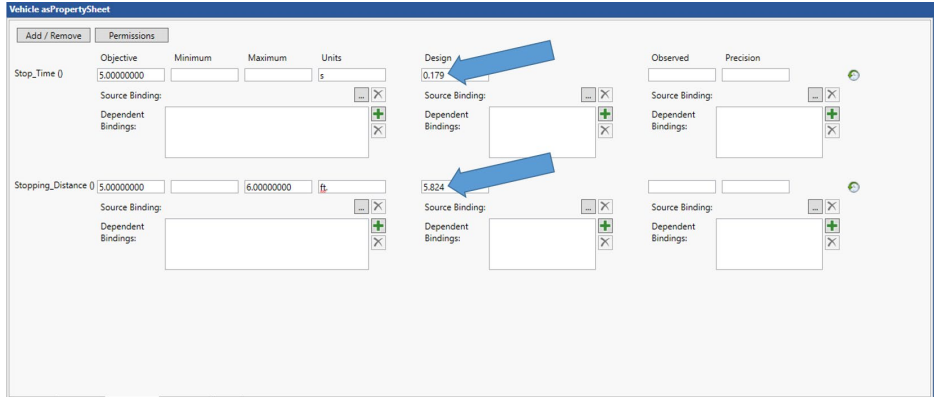 Vehicle asPropertySheet
Add / Remove Permissions
Objective Minimum Maximum Units Design Observed Precision
Stop_Time () 5.00000000 s 0.179
Source Binding: ... Source Binding: ... Source Binding: ...
Dependent Dependent Dependent
Bindings: Bindings: Bindings:
Stopping_Distance () 5.00000000 6.00000000 ft. 5.824
Source Binding: ... Source Binding: ... Source Binding: ...
Dependent Dependent Dependent
Bindings: Bindings: Bindings: